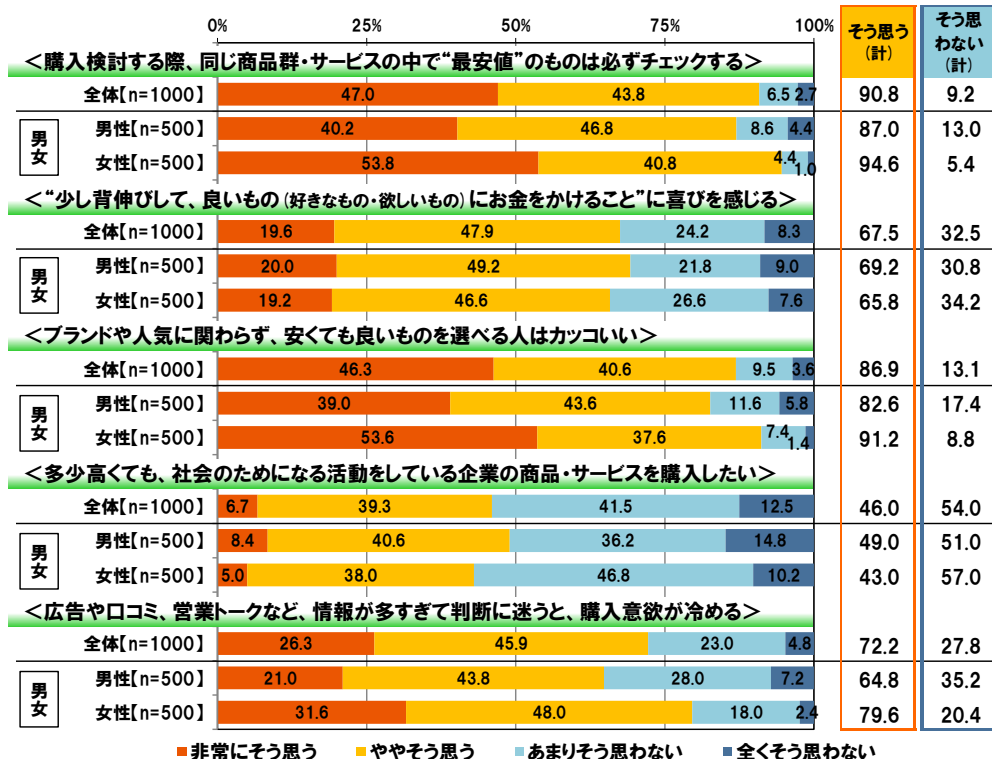 0% 25% 50% 75% 100%
そう思う
(計)
そう思
わない
(計)
＜購入検討する際、同じ商品群・サービスの中で“最安値”のものは必ずチェックする＞
全体【n=1000】 47.0 43.8 6.5 2.7 90.8 9.2
男女
男性【n=500】 40.2 46.8 8.6 4.4 87.0 13.0
女性【n=500】 53.8 40.8 4.4 1.0 94.6 5.4
＜“少し背伸びして、良いもの(好きなもの・欲しいもの)にお金をかけること”に喜びを感じる＞
全体【n=1000】 19.6 47.9 24.2 8.3 67.5 32.5
男女
男性【n=500】 20.0 49.2 21.8 9.0 69.2 30.8
女性【n=500】 19.2 46.6 26.6 7.6 65.8 34.2
＜ブランドや人気に関わらず、安くても良いものを選べる人はカッコいい＞
全体【n=1000】 46.3 40.6 9.5 3.6 86.9 13.1
男女
男性【n=500】 39.0 43.6 11.6 5.8 82.6 17.4
女性【n=500】 53.6 37.6 7.4 1.4 91.2 8.8
＜多少高くても、社会のためになる活動をしている企業の商品・サービスを購入したい＞
全体【n=1000】 6.7 39.3 41.5 12.5 46.0 54.0
男女
男性【n=500】 8.4 40.6 36.2 14.8 49.0 51.0
女性【n=500】 5.0 38.0 46.8 10.2 43.0 57.0
＜広告や口コミ、営業トークなど、情報が多すぎて判断に迷うと、購入意欲が冷める＞
全体【n=1000】 26.3 45.9 23.0 4.8 72.2 27.8
男女
男性【n=500】 21.0 43.8 28.0 7.2 64.8 35.2
女性【n=500】 31.6 48.0 18.0 2.4 79.6 20.4
非常にそう思う ややそう思う あまりそう思わない 全くそう思わない